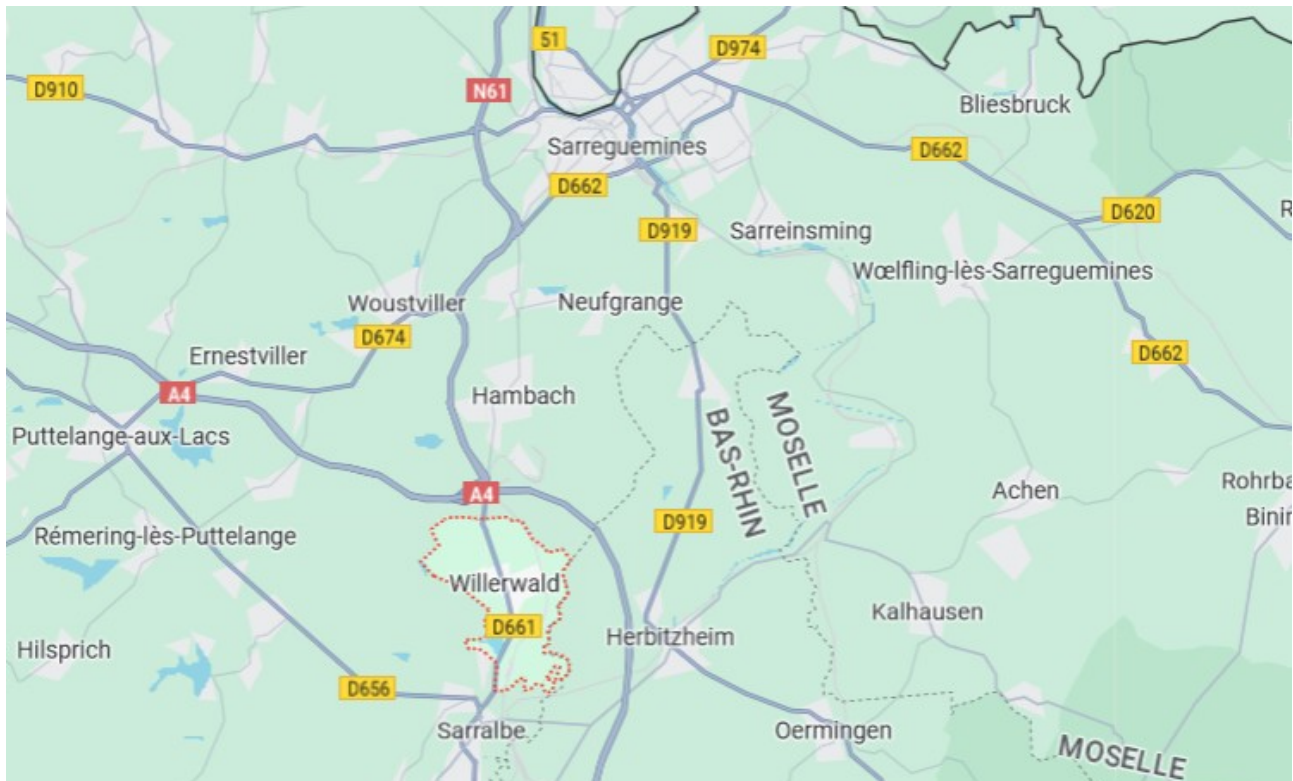 51
D974
D910
N61
Bliesbruck
Sarreguemines
D662
D662
D620
D919
Sarreinsming
Wœlfling-lès-Sarreguemines
Woustviller
Neufgrange
D674
Ernestviller
D662
A4
Hambach
Puttelange-aux-Lacs
BAS-RHIN
MOSELLE
A4
Achen
Rohrba
Binin
D919
Rémering-lès-Puttelange
Willerwald
D661
Kalhausen
Herbitzheim
Hilsprich
D656
Sarralbe
Oermingen
MOSELLE